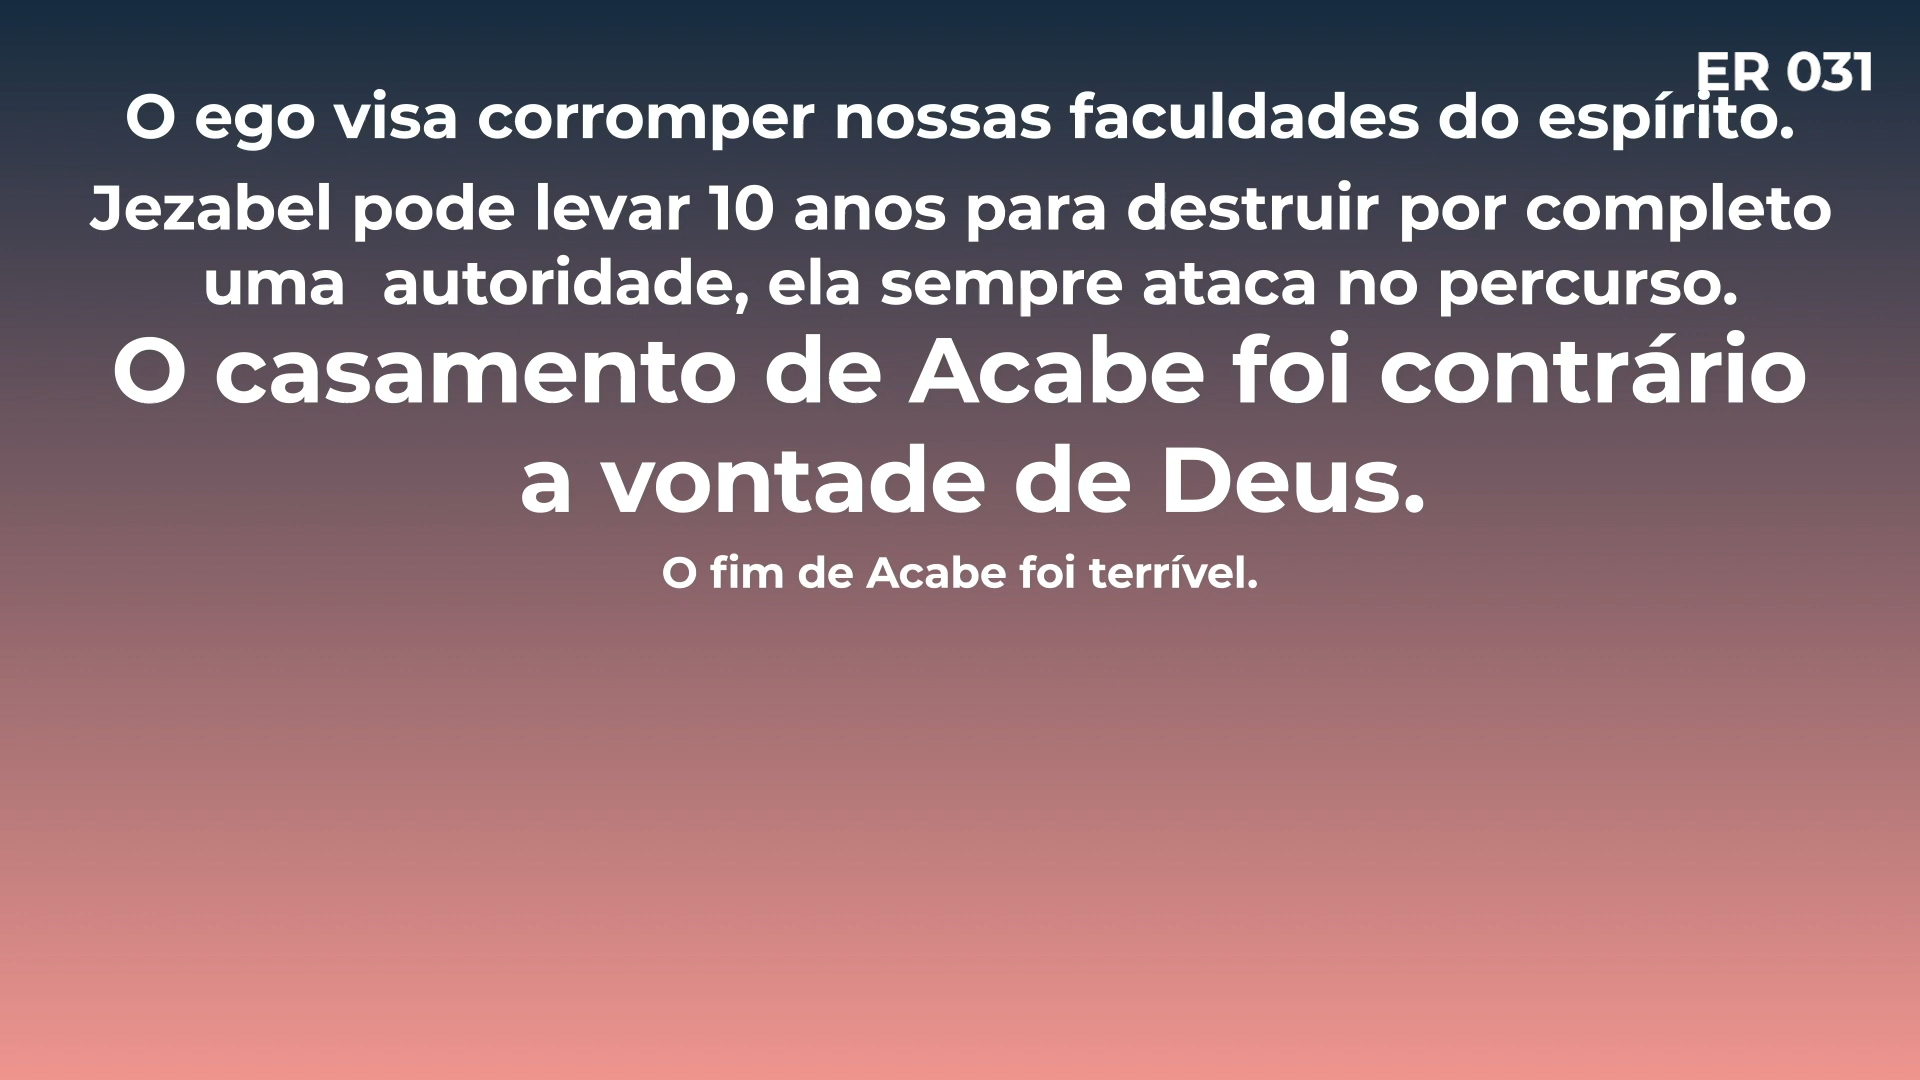 ER 031
O ego visa corromper nossas faculdades do espírito.
Jezabel pode levar 10 anos para destruir por completo
uma  autoridade, ela sempre ataca no percurso.
O casamento de Acabe foi contrário
a vontade de Deus.
O fim de Acabe foi terrível.